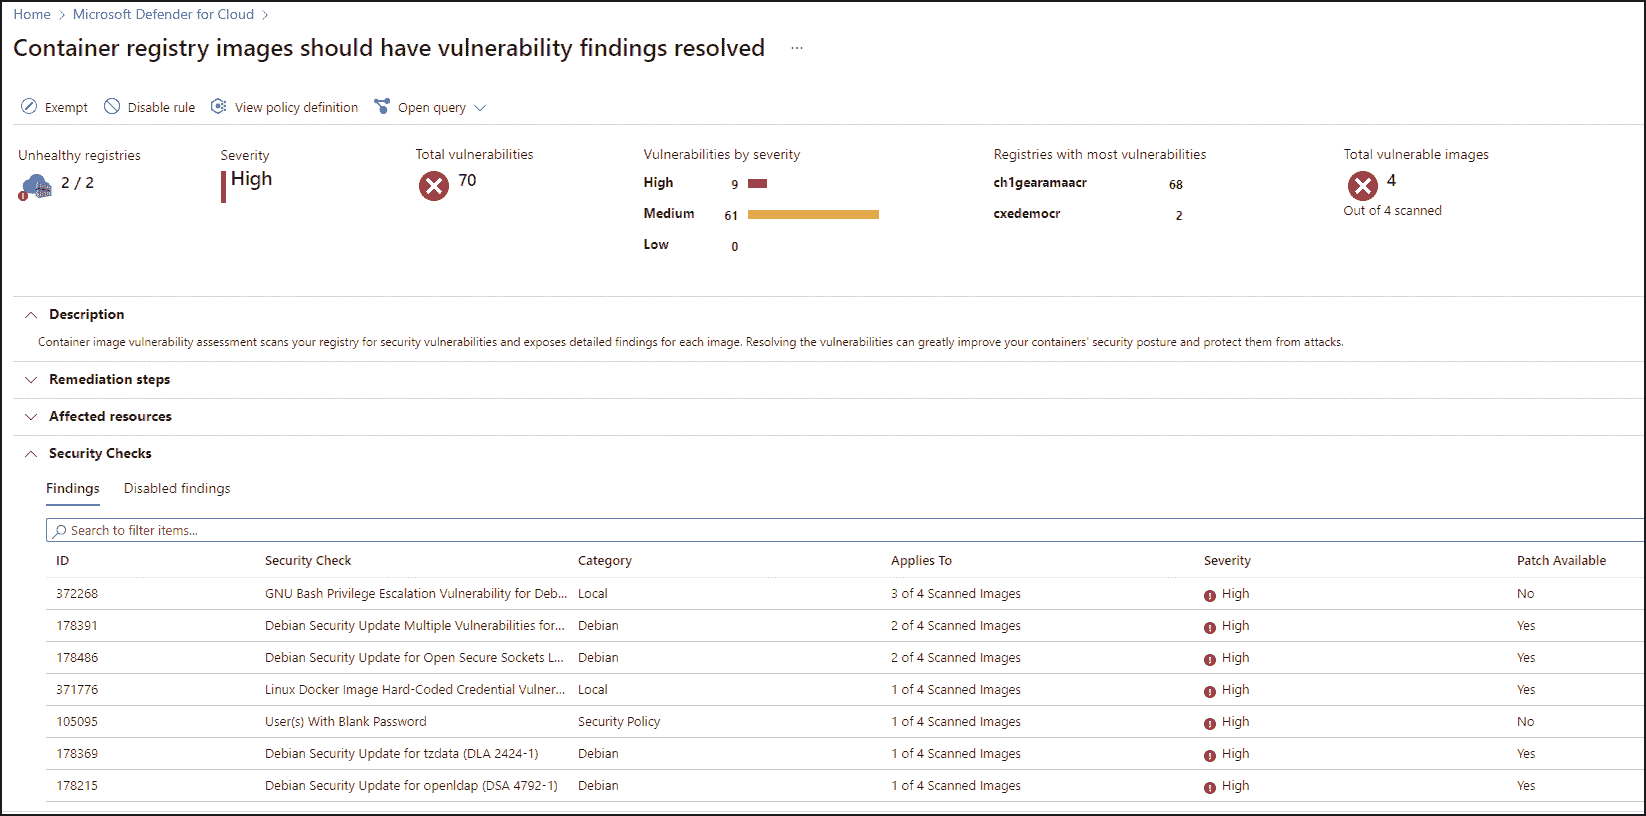 Home > Microsoft Defender for Cloud >
Container registry images should have vulnerability findings resolved ...
Exempt Disable rule View policy definition Open query
Unhealthy registries Severity Total vulnerabilities Vulnerabilities by severity Registries with most vulnerabilities Total vulnerable images
2 / 2 High 70 High 9 ch1gearamaacr 68 4
Medium 61 cxedemocr 2 Out of 4 scanned
Low 0
Description
Container image vulnerability assessment scans your registry for security vulnerabilities and exposes detailed findings for each image. Resolving the vulnerabilities can greatly improve your containers' security posture and protect them from attacks.
Remediation steps
Affected resources
Security Checks
Findings Disabled findings
Search to filter items...
ID Security Check Category Applies To Severity Patch Available
372268 GNU Bash Privilege Escalation Vulnerability for Deb... Local 3 of 4 Scanned Images High No
178391 Debian Security Update Multiple Vulnerabilities for... Debian 2 of 4 Scanned Images High Yes
178486 Debian Security Update for Open Secure Sockets L... Debian 2 of 4 Scanned Images High Yes
371776 Linux Docker Image Hard-Coded Credential Vulner... Local 1 of 4 Scanned Images High Yes
105095 User(s) With Blank Password Security Policy 1 of 4 Scanned Images High No
178369 Debian Security Update for tzdata (DLA 2424-1) Debian 1 of 4 Scanned Images High Yes
178215 Debian Security Update for openldap (DSA 4792-1) Debian 1 of 4 Scanned Images High Yes